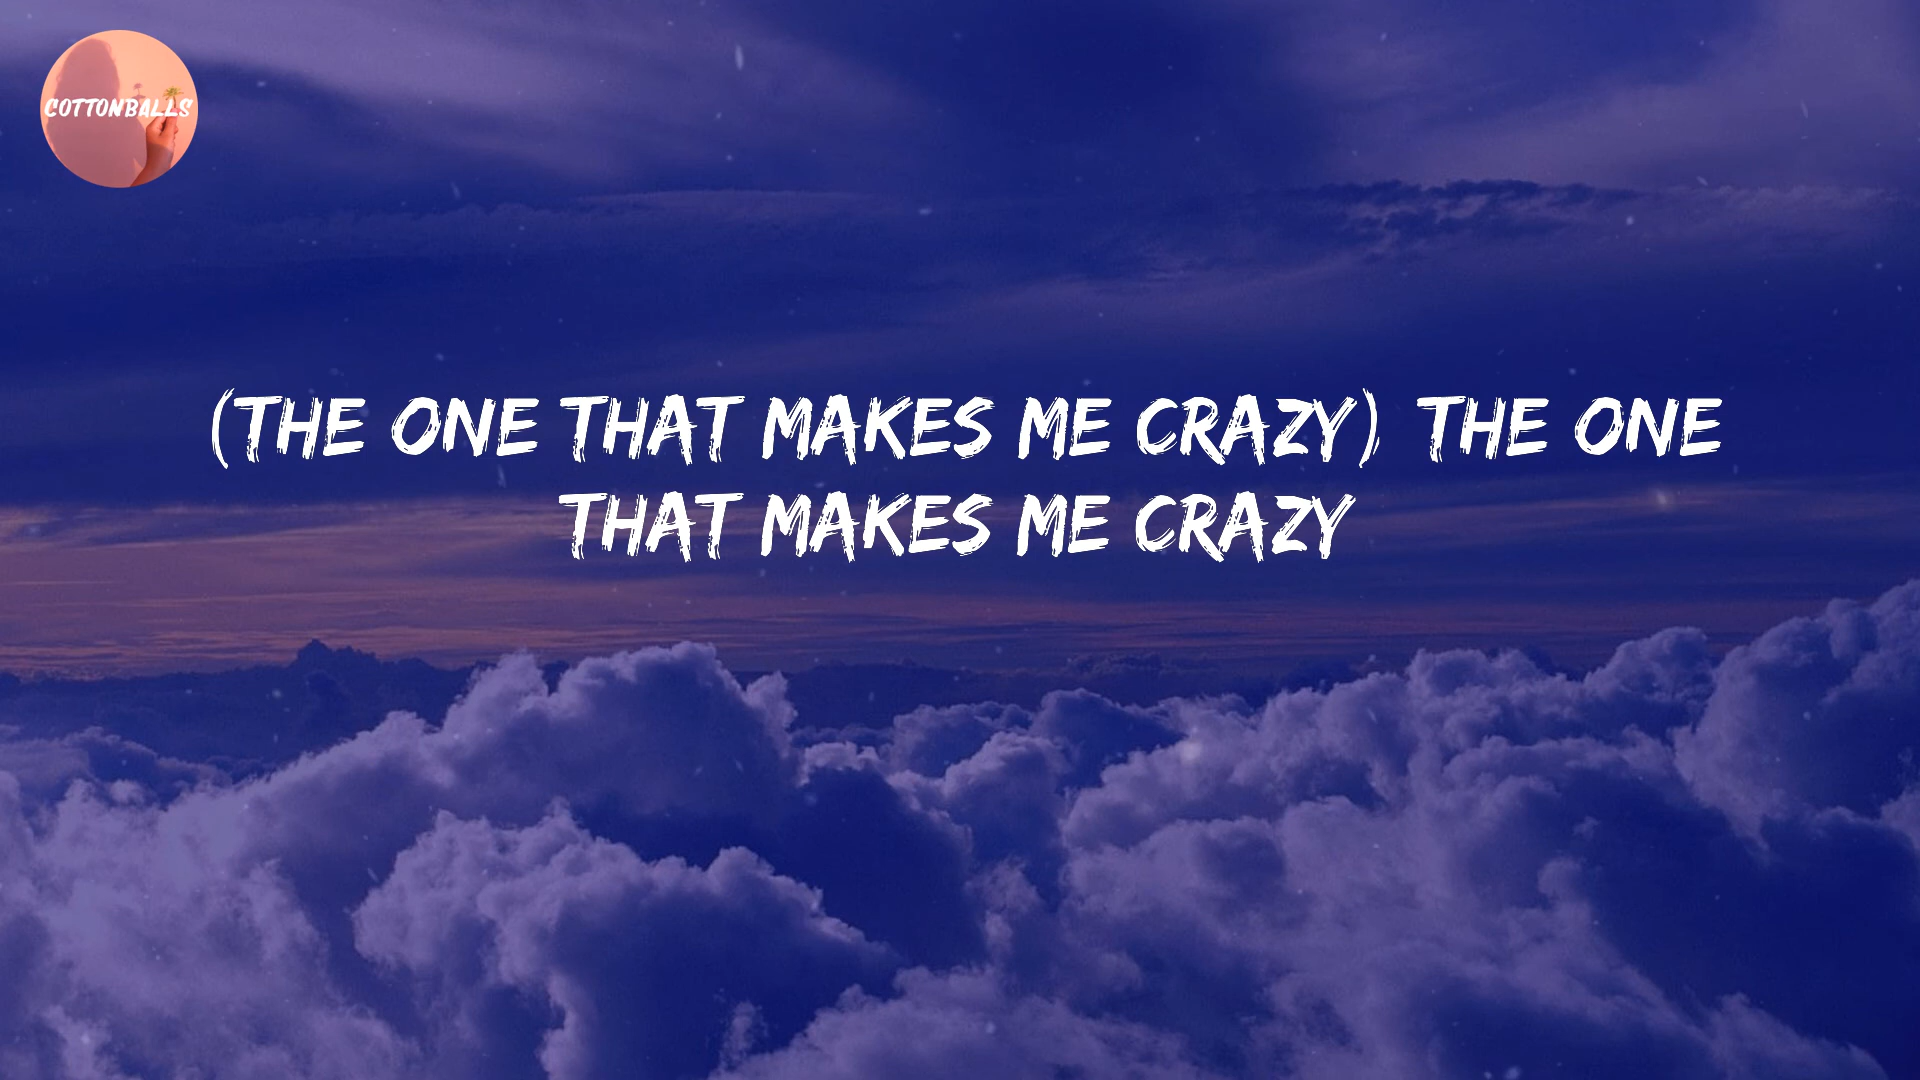 COTTONBALLS
(THE ONE THAT MAKES ME CRAZY) THE ONE
THAT MAKES ME CRAZY